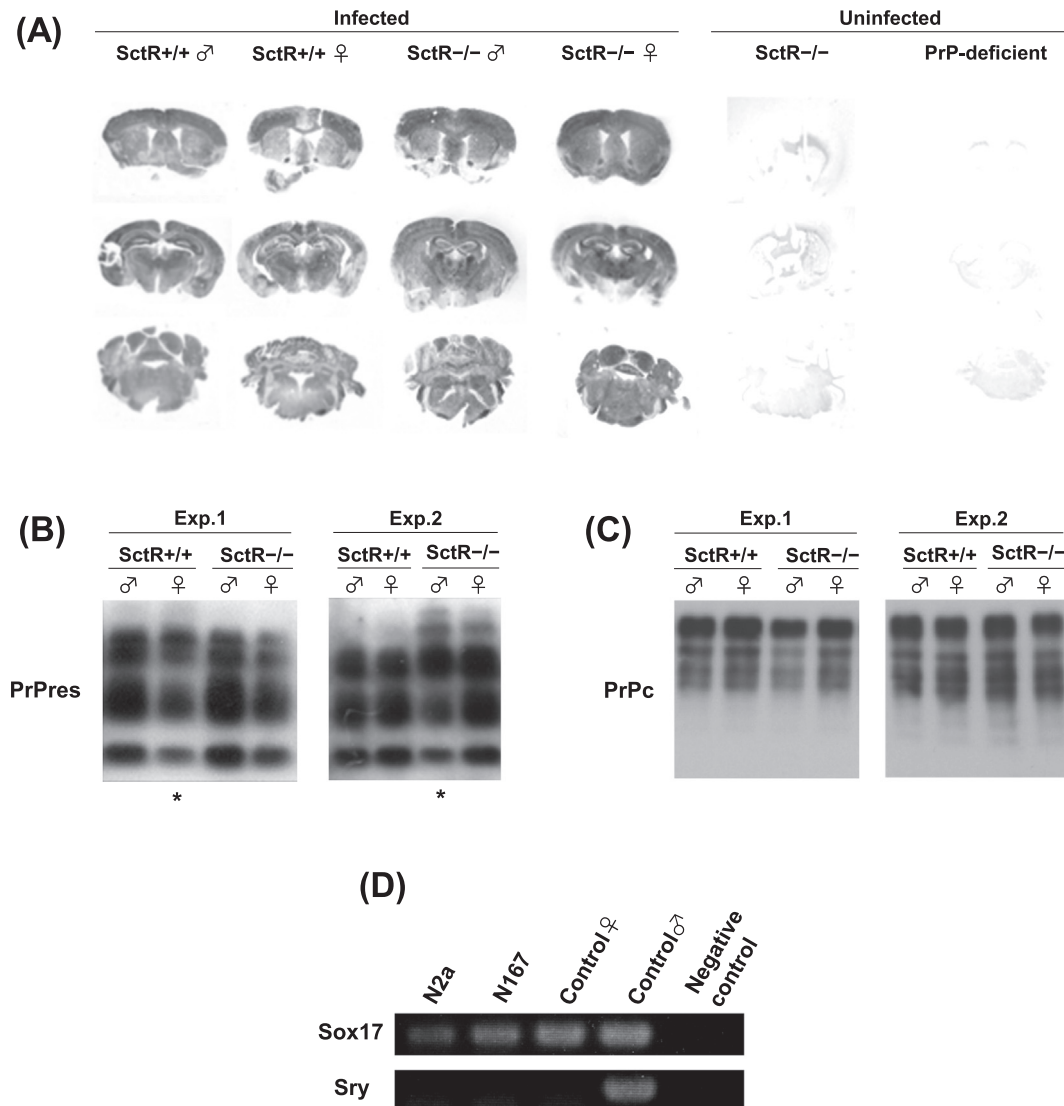 (A)
Infected
Uninfected
SctR+/+ ♂ SctR+/+ ♀ SctR−/− ♂ SctR−/− ♀ SctR−/− PrP-deficient
(B)
Exp.1 Exp.2
SctR+/+ SctR−/− SctR+/+ SctR−/−
♂ ♀ ♂ ♀ ♂ ♀ ♂ ♀
PrPres
* *
(C)
Exp.1 Exp.2
SctR+/+ SctR−/− SctR+/+ SctR−/−
♂ ♀ ♂ ♀ ♂ ♀ ♂ ♀
PrPc
(D)
N2a
N167
Control♀
Control♂
Negative
control
Sox17
Sry